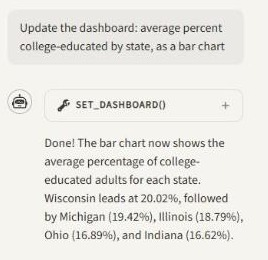 Update the dashboard: average percent
college-educated by state, as a bar chart
SET_DASHBOARD() +
Done! The bar chart now shows the
average percentage of college-
educated adults for each state.
Wisconsin leads at 20.02%, followed
by Michigan (19.42%), Illinois (18.79%),
Ohio (16.89%), and Indiana (16.62%).